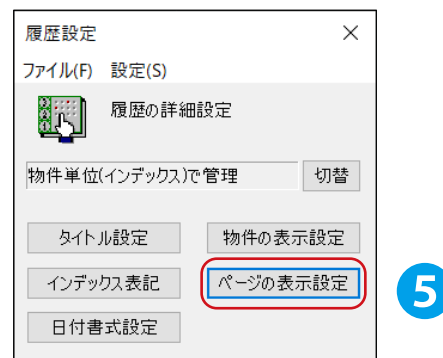 履歴設定
ファイル(F) 設定(S)
履歴の詳細設定
物件単位(インデックス)で管理 切替
タイトル設定 物件の表示設定
インデックス表記 ページの表示設定
日付書式設定
5